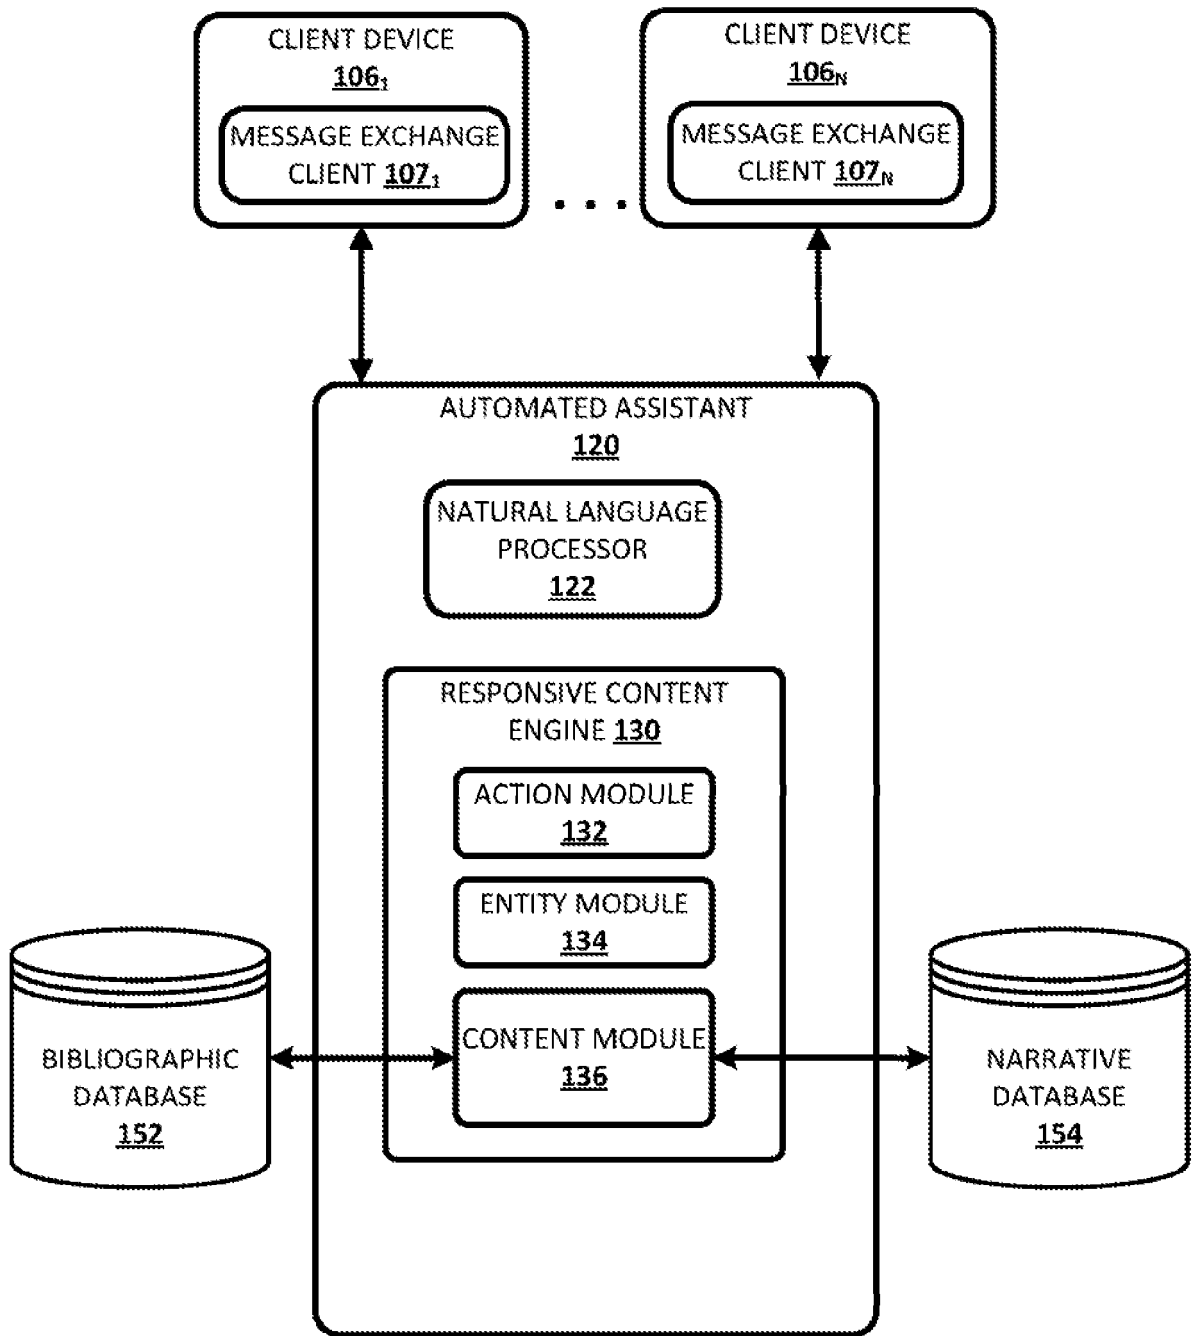 CLIENT DEVICE
106₁
MESSAGE EXCHANGE
CLIENT 107₁
. . .
CLIENT DEVICE
106ₙ
MESSAGE EXCHANGE
CLIENT 107ₙ
AUTOMATED ASSISTANT
120
NATURAL LANGUAGE
PROCESSOR
122
RESPONSIVE CONTENT
ENGINE 130
ACTION MODULE
132
ENTITY MODULE
134
CONTENT MODULE
136
BIBLIOGRAPHIC
DATABASE
152
NARRATIVE
DATABASE
154